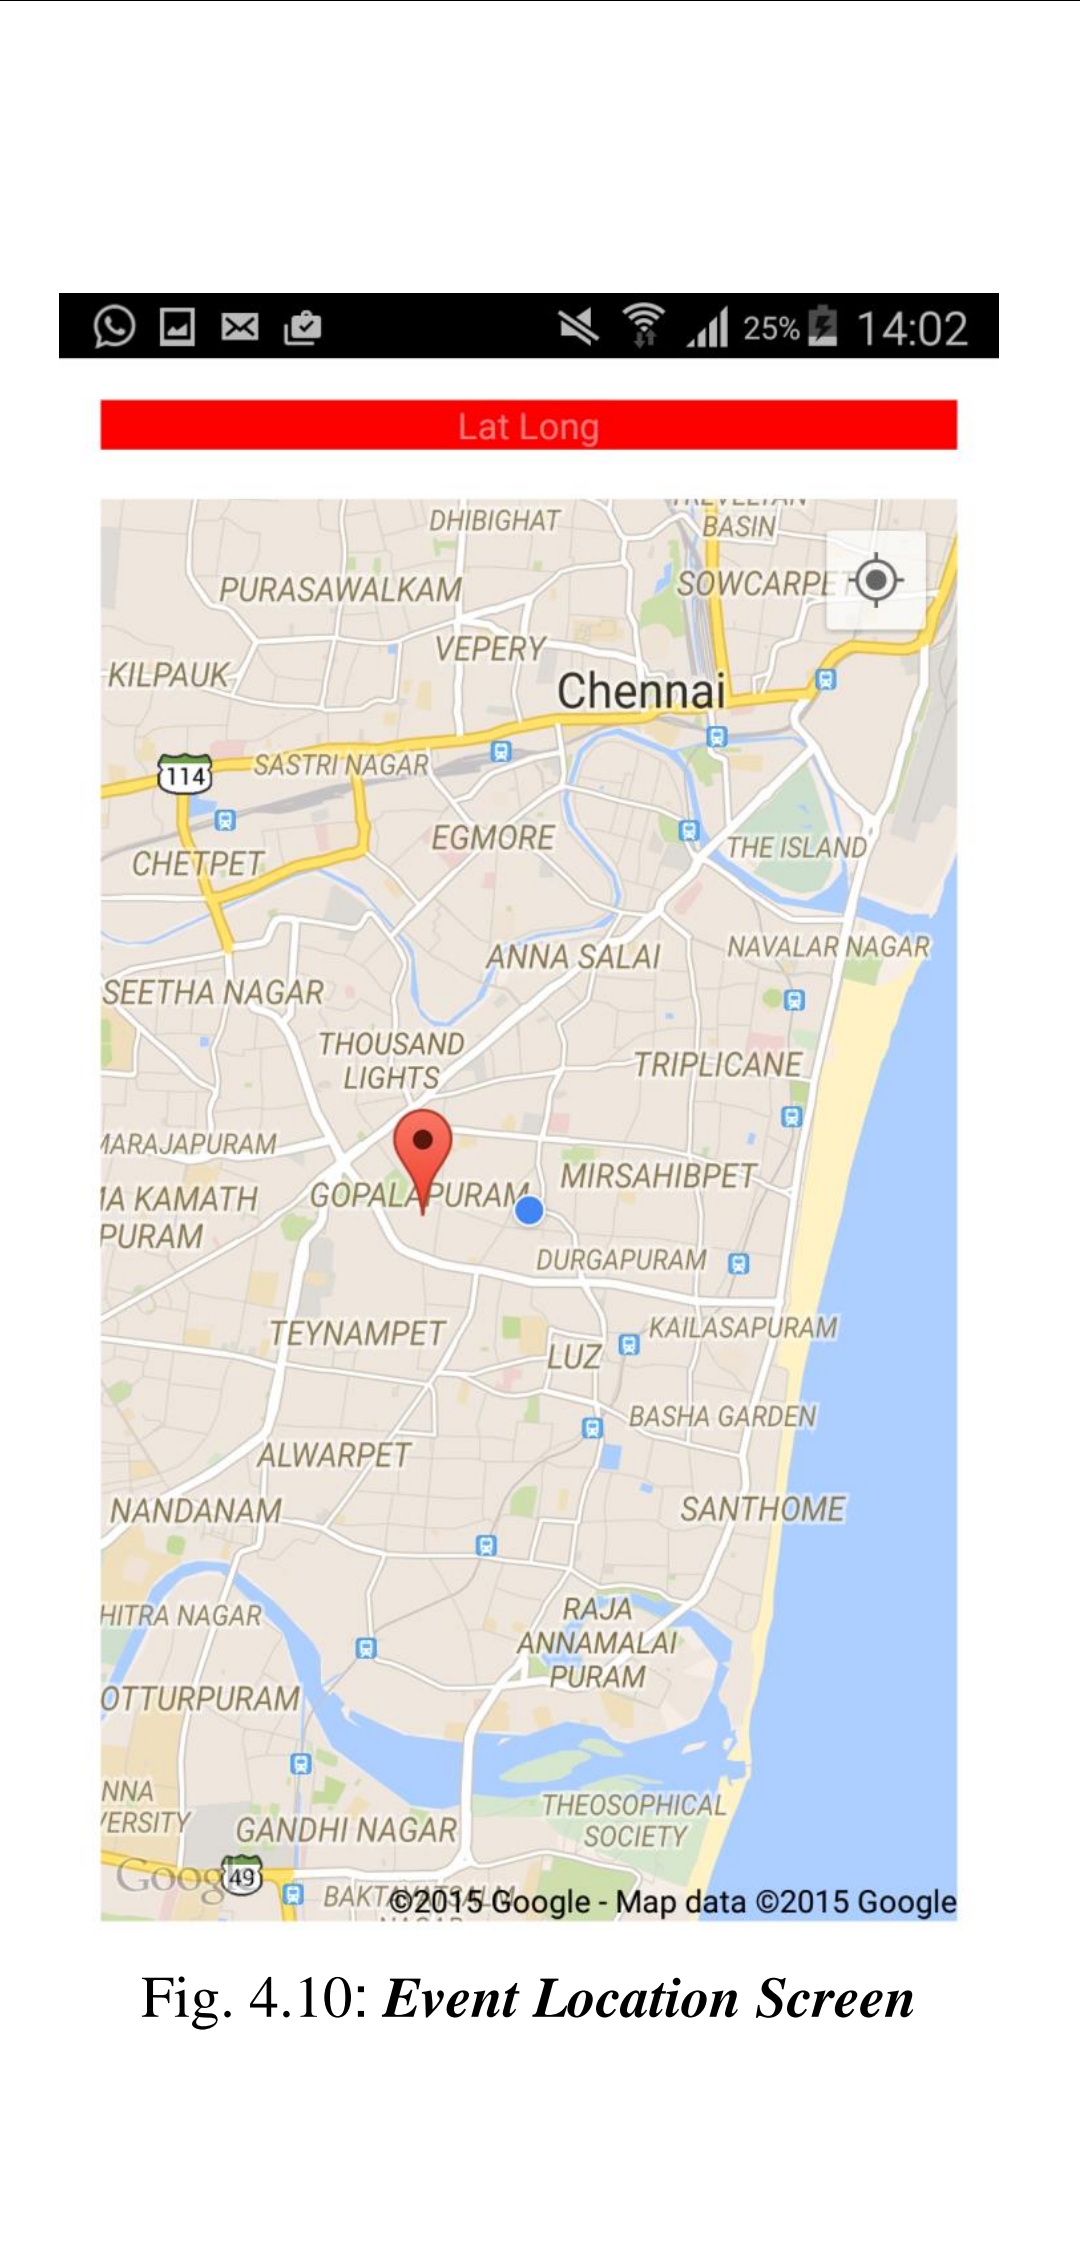 25% 14:02
Lat Long
DHIBIGHAT
BASIN
PURASAWALKAM
SOWCARPET
VEPERY
KILPAUK
Chennai
114
SASTRI NAGAR
EGMORE
CHETPET
THE ISLAND
ANNA SALAI
NAVALAR NAGAR
SEETHA NAGAR
THOUSAND
LIGHTS
TRIPLICANE
MARAJAPURAM
MIRSAHIBPET
GOPALAPURAM
KAMATH
PURAM
DURGAPURAM
TEYNAMPET
KAILASAPURAM
LUZ
BASHA GARDEN
ALWARPET
NANDANAM
SANTHOME
HITRA NAGAR
RAJA
ANNAMALAI
PURAM
OTTURPURAM
NNA
VERSITY
THEOSOPHICAL
SOCIETY
GANDHI NAGAR
Google
49
©2015 Google - Map data ©2015 Google
Fig. 4.10: Event Location Screen